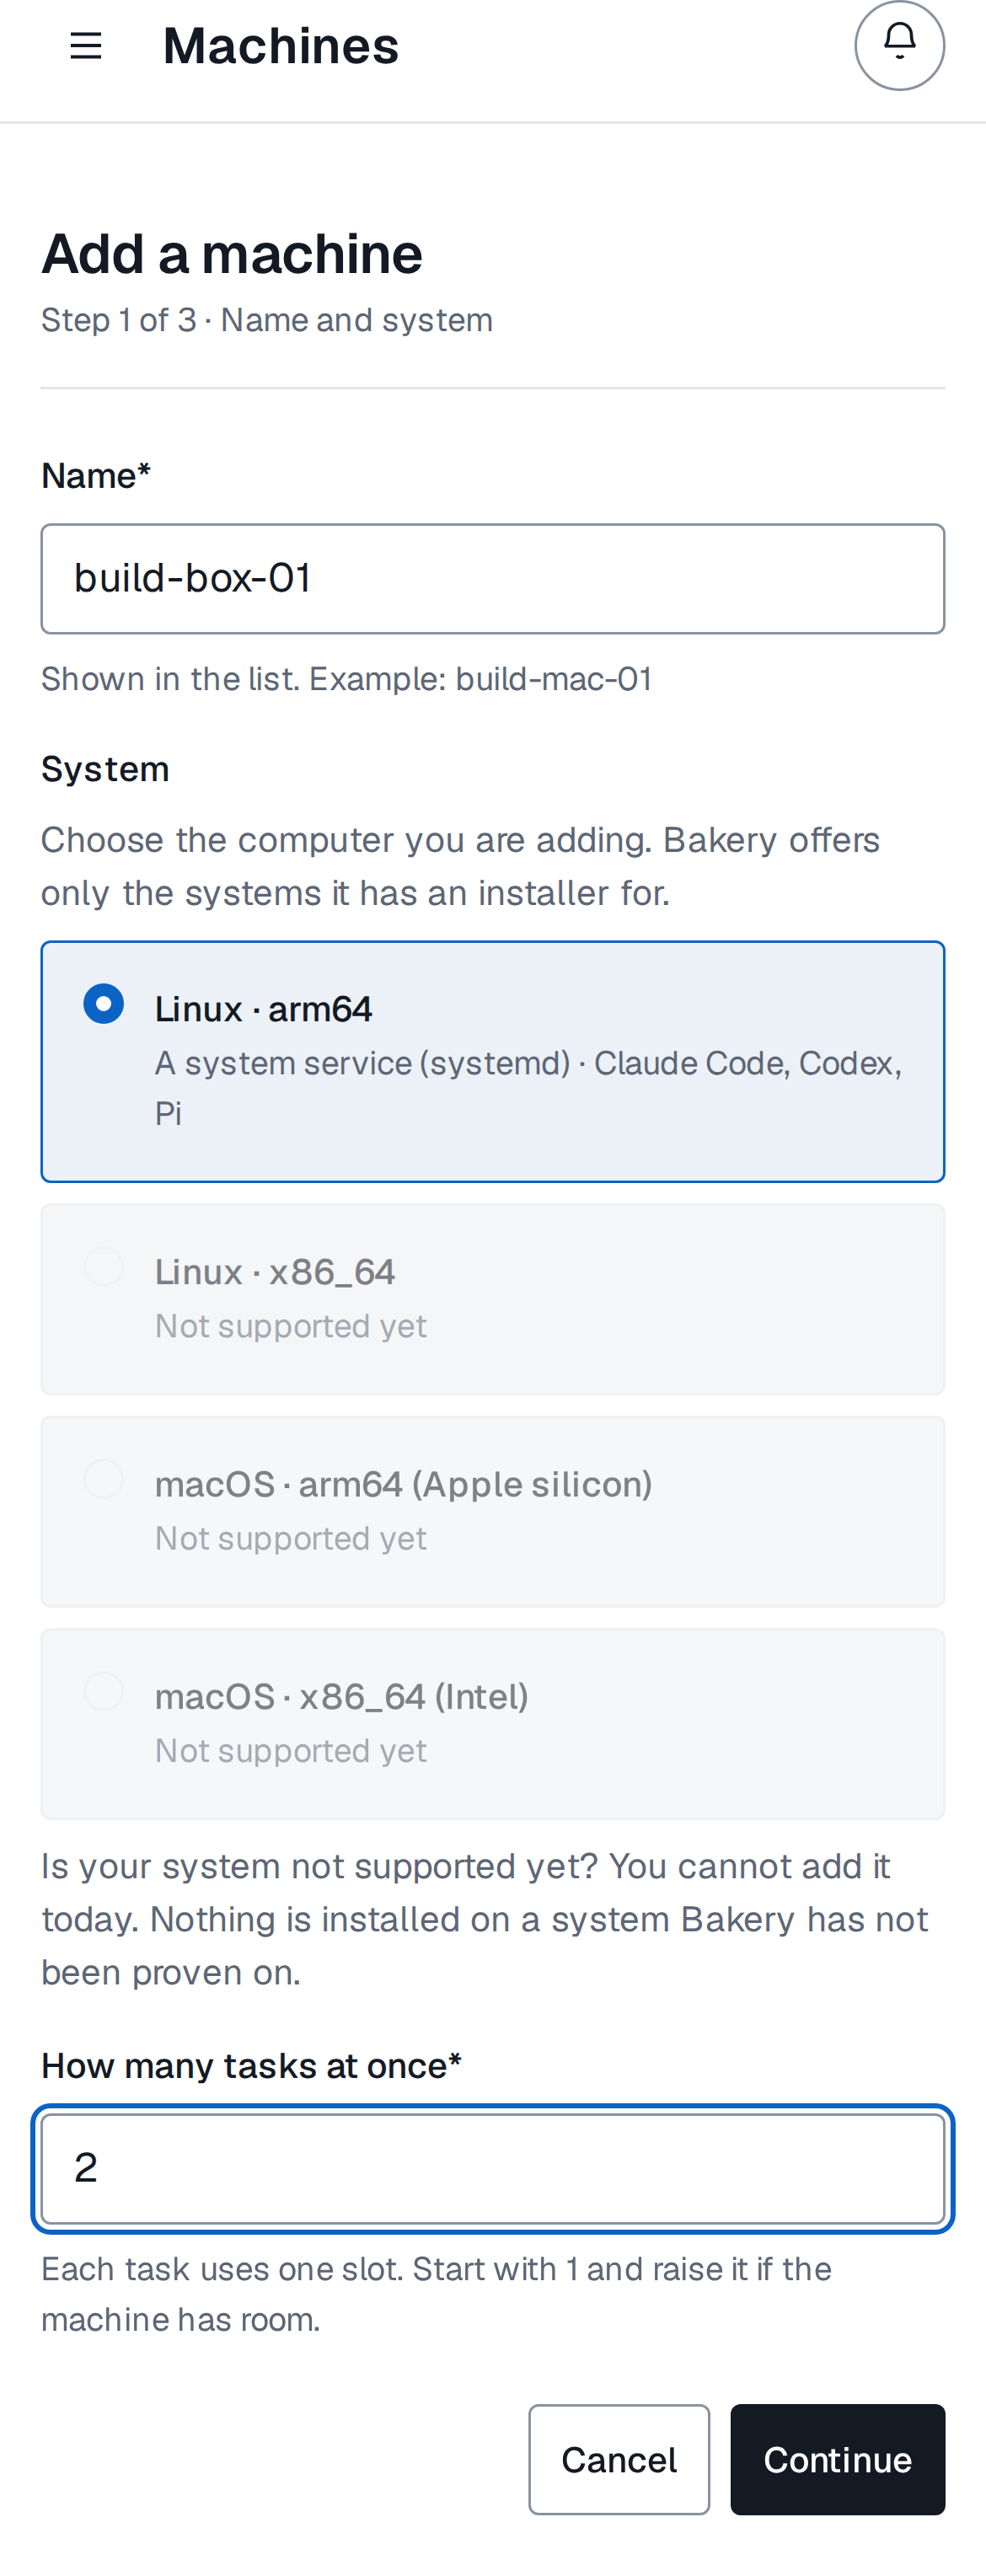 Machines
Add a machine
Step 1 of 3 · Name and system
Name*
build-box-01
Shown in the list. Example: build-mac-01
System
Choose the computer you are adding. Bakery offers
only the systems it has an installer for.
Linux · arm64
A system service (systemd) · Claude Code, Codex,
Pi
Linux · x86_64
Not supported yet
macOS · arm64 (Apple silicon)
Not supported yet
macOS · x86_64 (Intel)
Not supported yet
Is your system not supported yet? You cannot add it
today. Nothing is installed on a system Bakery has not
been proven on.
How many tasks at once*
2
Each task uses one slot. Start with 1 and raise it if the
machine has room.
Cancel
Continue